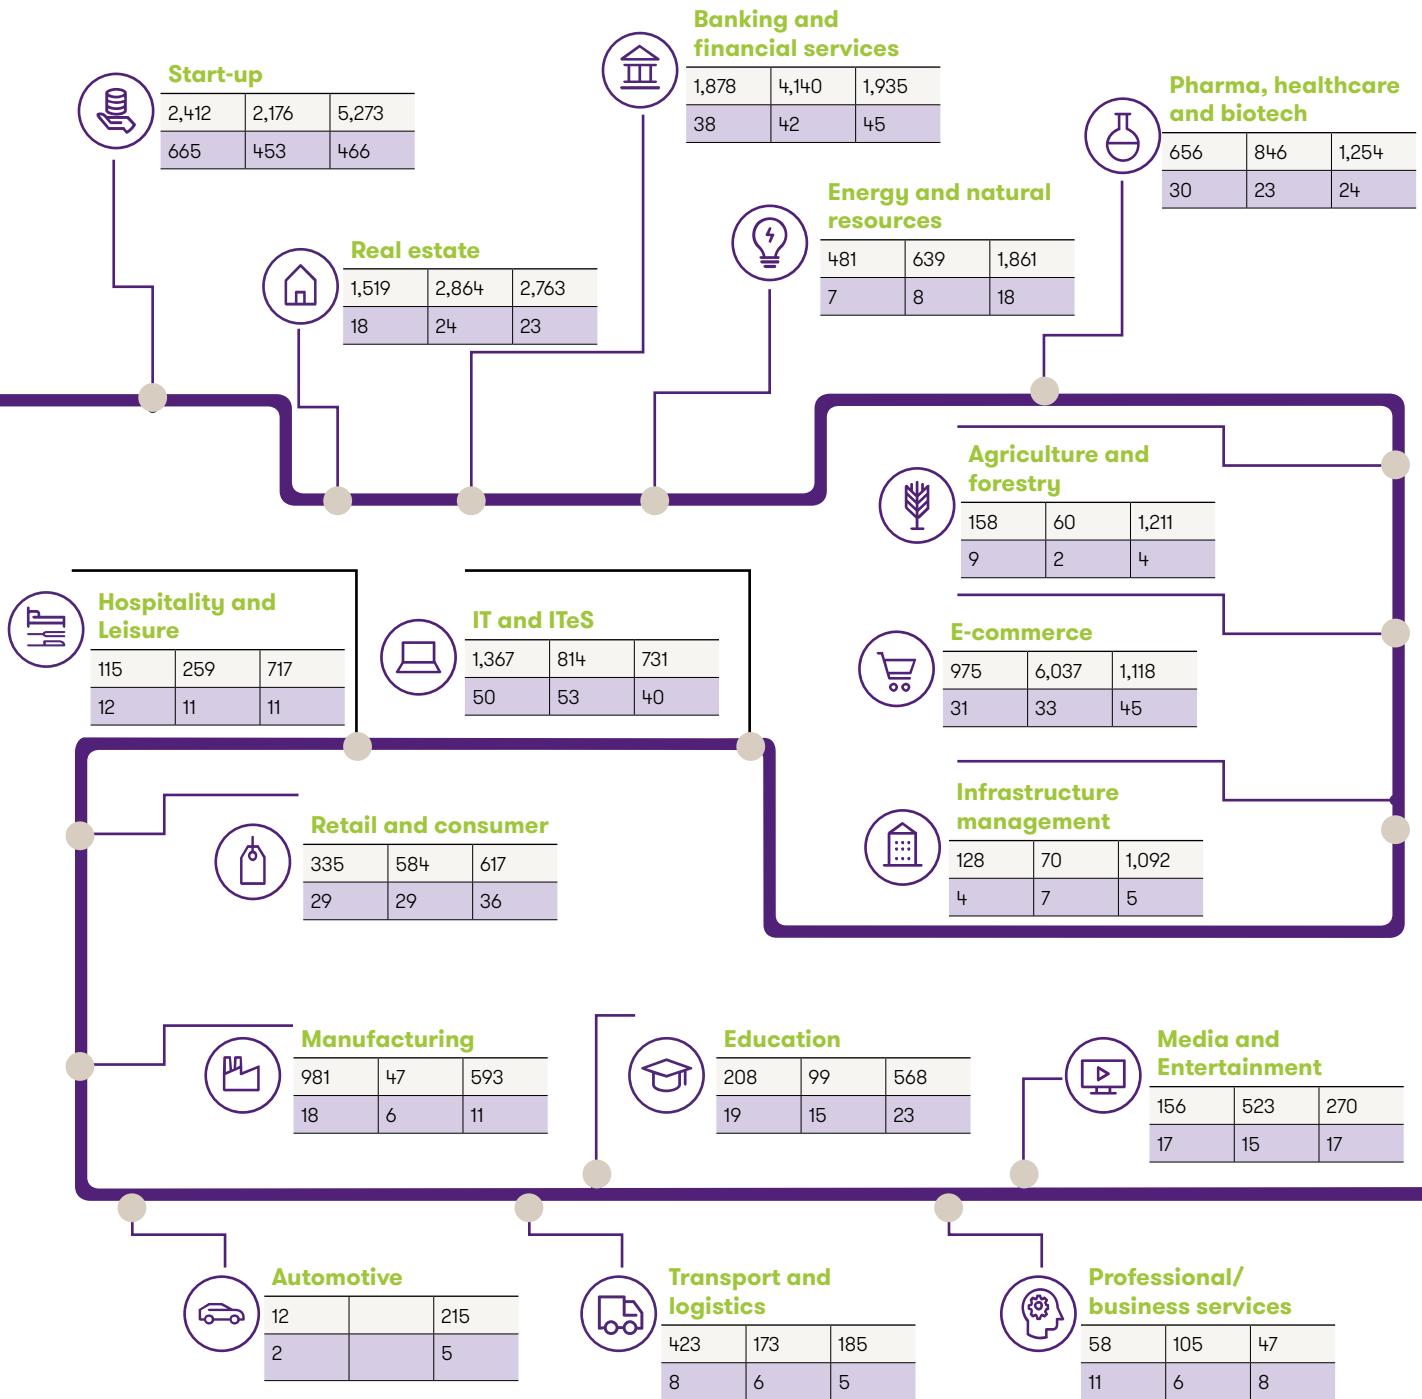 Start-up
2,412 2,176 5,273
665 453 466
Banking and
financial services
1,878 4,140 1,935
38 42 45
Pharma, healthcare
and biotech
656 846 1,254
30 23 24
Real estate
1,519 2,864 2,763
18 24 23
Energy and natural
resources
481 639 1,861
7 8 18
Agriculture and
forestry
158 60 1,211
9 2 4
Hospitality and
Leisure
115 259 717
12 11 11
IT and ITeS
1,367 814 731
50 53 40
E-commerce
975 6,037 1,118
31 33 45
Infrastructure
management
128 70 1,092
4 7 5
Retail and consumer
335 584 617
29 29 36
Manufacturing
981 47 593
18 6 11
Education
208 99 568
19 15 23
Media and
Entertainment
156 523 270
17 15 17
Automotive
12 215
2 5
Transport and
logistics
423 173 185
8 6 5
Professional/
business services
58 105 47
11 6 8